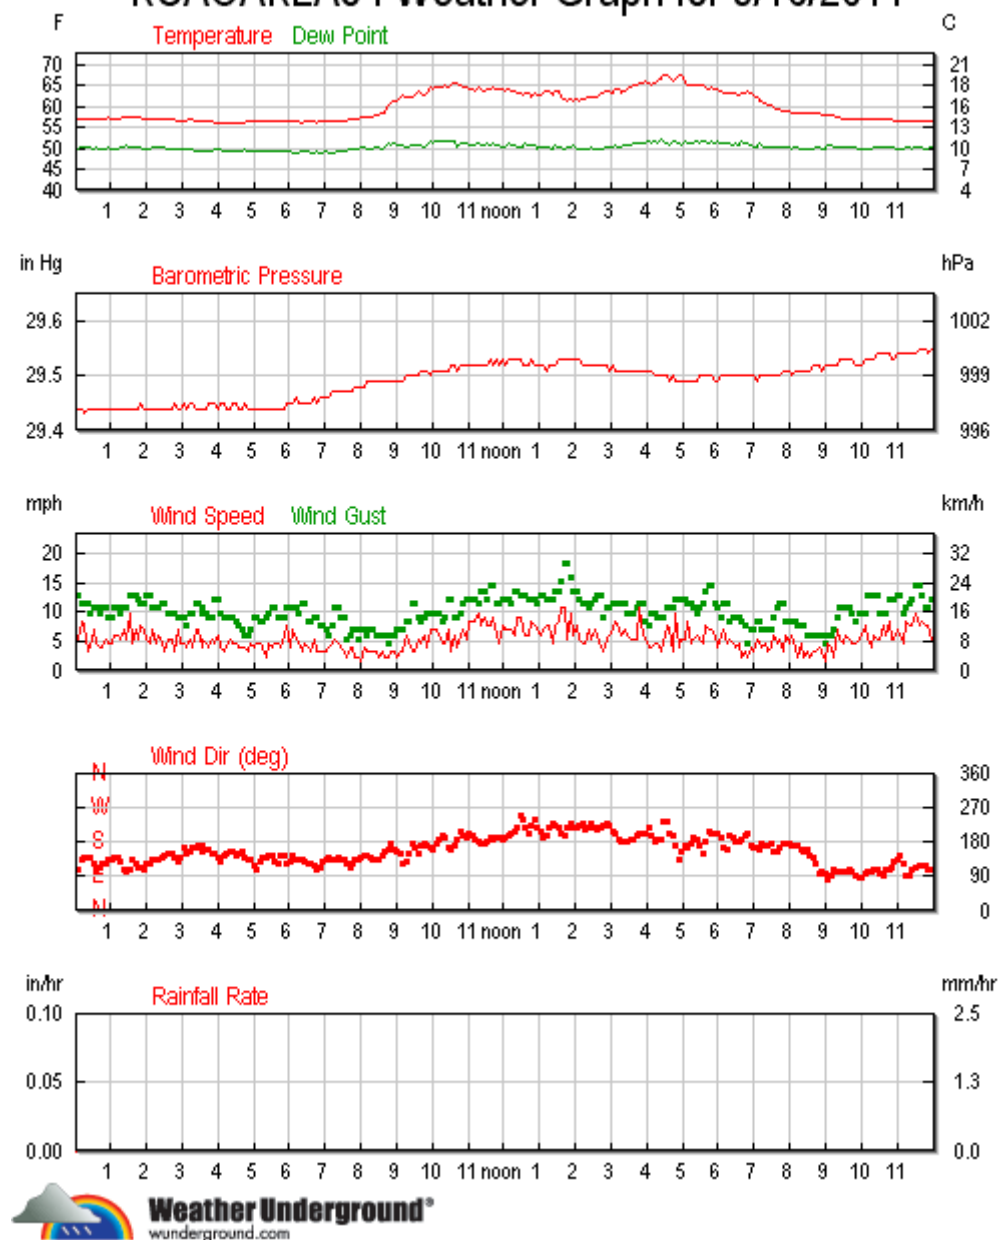 Weather Graph for
F C
Temperature Dew Point
70 21
65 18
60 16
55 13
50 10
45 7
40 4
1 2 3 4 5 6 7 8 9 10 11 noon 1 2 3 4 5 6 7 8 9 10 11
in Hg hPa
Barometric Pressure
29.6 1002
29.5 999
29.4 996
1 2 3 4 5 6 7 8 9 10 11 noon 1 2 3 4 5 6 7 8 9 10 11
mph km/h
Wind Speed Wind Gust
20 32
15 24
10 16
5 8
0 0
1 2 3 4 5 6 7 8 9 10 11 noon 1 2 3 4 5 6 7 8 9 10 11
Wind Dir (deg)
N 360
W 270
S 180
E 90
N 0
1 2 3 4 5 6 7 8 9 10 11 noon 1 2 3 4 5 6 7 8 9 10 11
in/hr mm/hr
Rainfall Rate
0.10 2.5
0.05 1.3
0.00 0.0
1 2 3 4 5 6 7 8 9 10 11 noon 1 2 3 4 5 6 7 8 9 10 11
Weather Underground®
wunderground.com